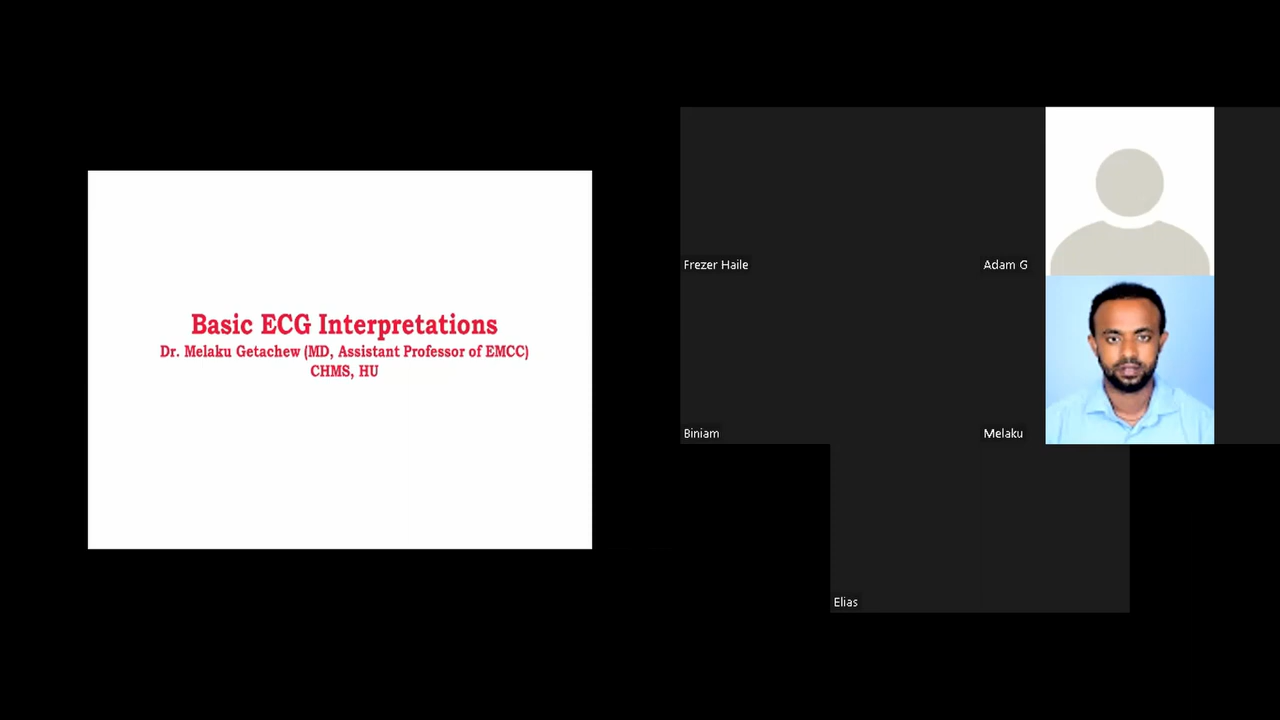 Basic ECG Interpretations
Dr. Melaku Getachew (MD, Assistant Professor of EMCC)
CHMS, HU
Frezer Haile
Adam G
Biniam
Melaku
Elias